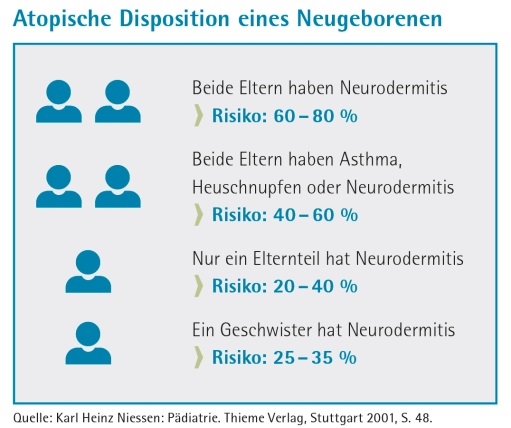 Atopische Disposition eines Neugeborenen
Beide Eltern haben Neurodermitis
Risiko: 60 – 80 %
Beide Eltern haben Asthma,
Heuschnupfen oder Neurodermitis
Risiko: 40 – 60 %
Nur ein Elternteil hat Neurodermitis
Risiko: 20 – 40 %
Ein Geschwister hat Neurodermitis
Risiko: 25 – 35 %
Quelle: Karl Heinz Niessen: Pädiatrie. Thieme Verlag, Stuttgart 2001, S. 48.